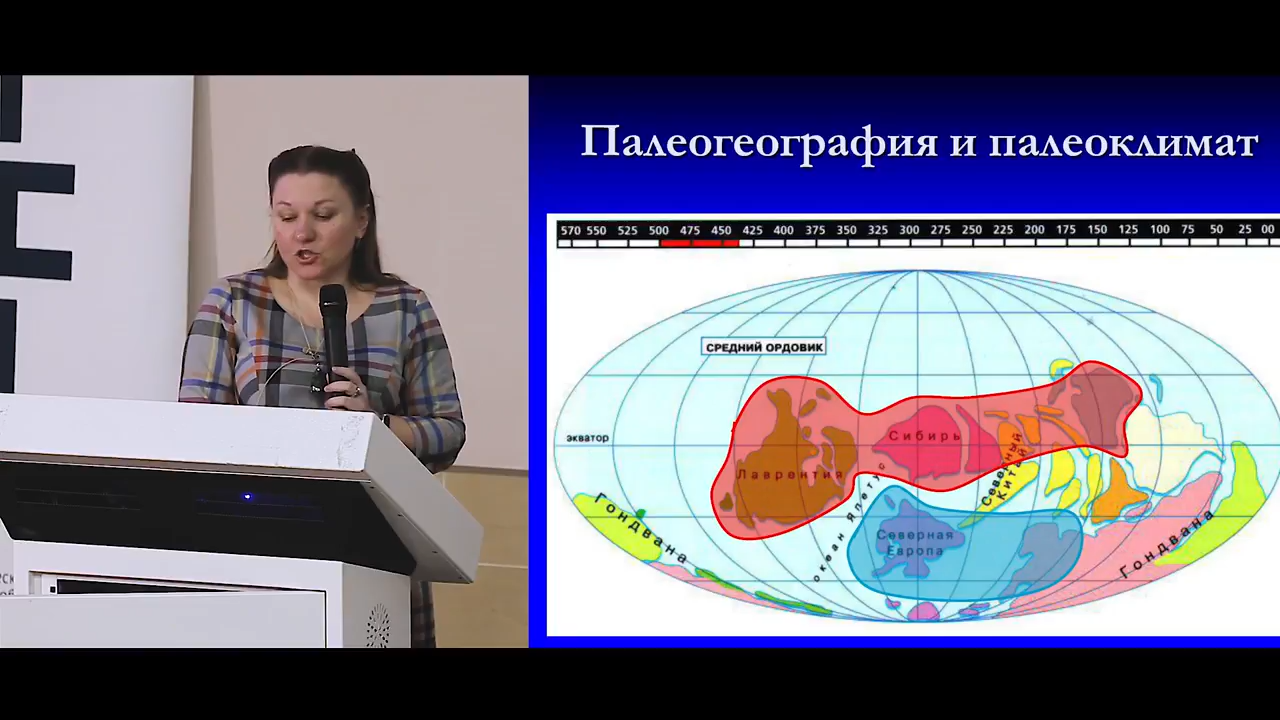 Палеогеография и палеоклимат
570 550 525 500 475 450 425 400 375 350 325 300 275 250 225 200 175 150 125 100 75 50 25 00
СРЕДНИЙ ОРДОВИК
экватор
Сибирь
Лаврентия
Северный
Китай
океан Япетус
Гондвана
Гондвана
Северная
Европа